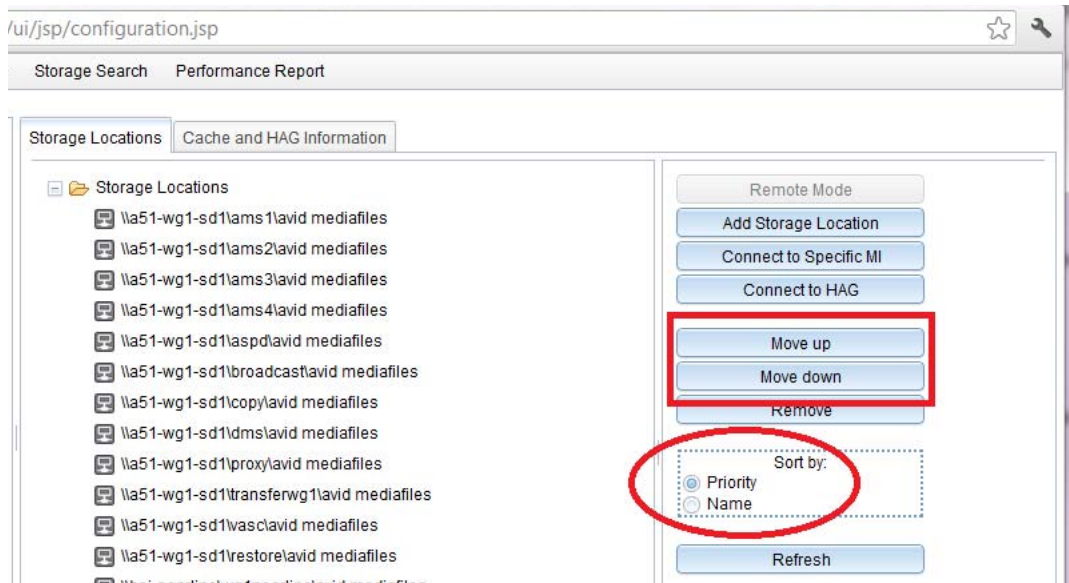 /ui/jsp/configuration.jsp
Storage Search Performance Report
Storage Locations Cache and HAG Information
Storage Locations
\\a51-wg1-sd1\ams1\avid mediafiles
\\a51-wg1-sd1\ams2\avid mediafiles
\\a51-wg1-sd1\ams3\avid mediafiles
\\a51-wg1-sd1\ams4\avid mediafiles
\\a51-wg1-sd1\aspd\avid mediafiles
\\a51-wg1-sd1\broadcast\avid mediafiles
\\a51-wg1-sd1\copy\avid mediafiles
\\a51-wg1-sd1\dms\avid mediafiles
\\a51-wg1-sd1\proxy\avid mediafiles
\\a51-wg1-sd1\transferwg1\avid mediafiles
\\a51-wg1-sd1\vasc\avid mediafiles
\\a51-wg1-sd1\restore\avid mediafiles
Remote Mode
Add Storage Location
Connect to Specific MI
Connect to HAG
Move up
Move down
Remove
Sort by:
Priority
Name
Refresh